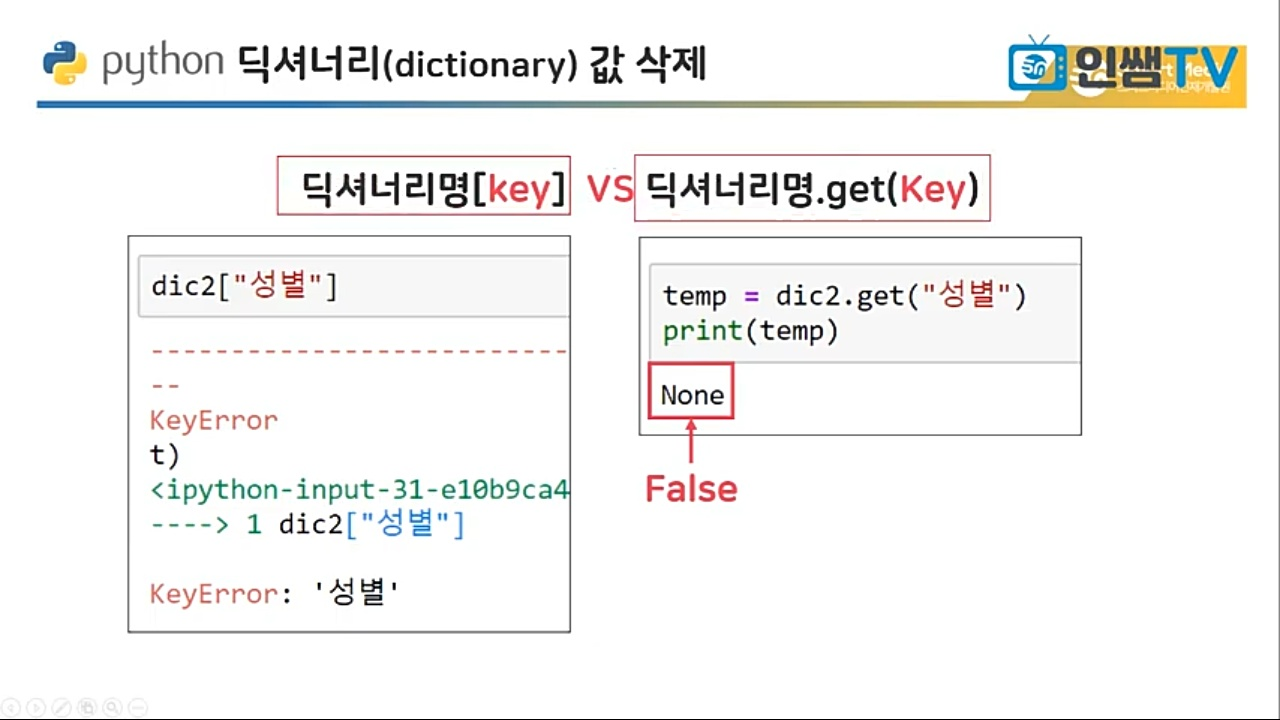 python 딕셔너리(dictionary) 값 삭제
인쌤TV
딕셔너리명[key] VS 딕셔너리명.get(Key)
dic2["성별"]
---------------------------
--
KeyError
t)
<ipython-input-31-e10b9ca4
----> 1 dic2["성별"]
KeyError: '성별'
temp = dic2.get("성별")
print(temp)
None
False